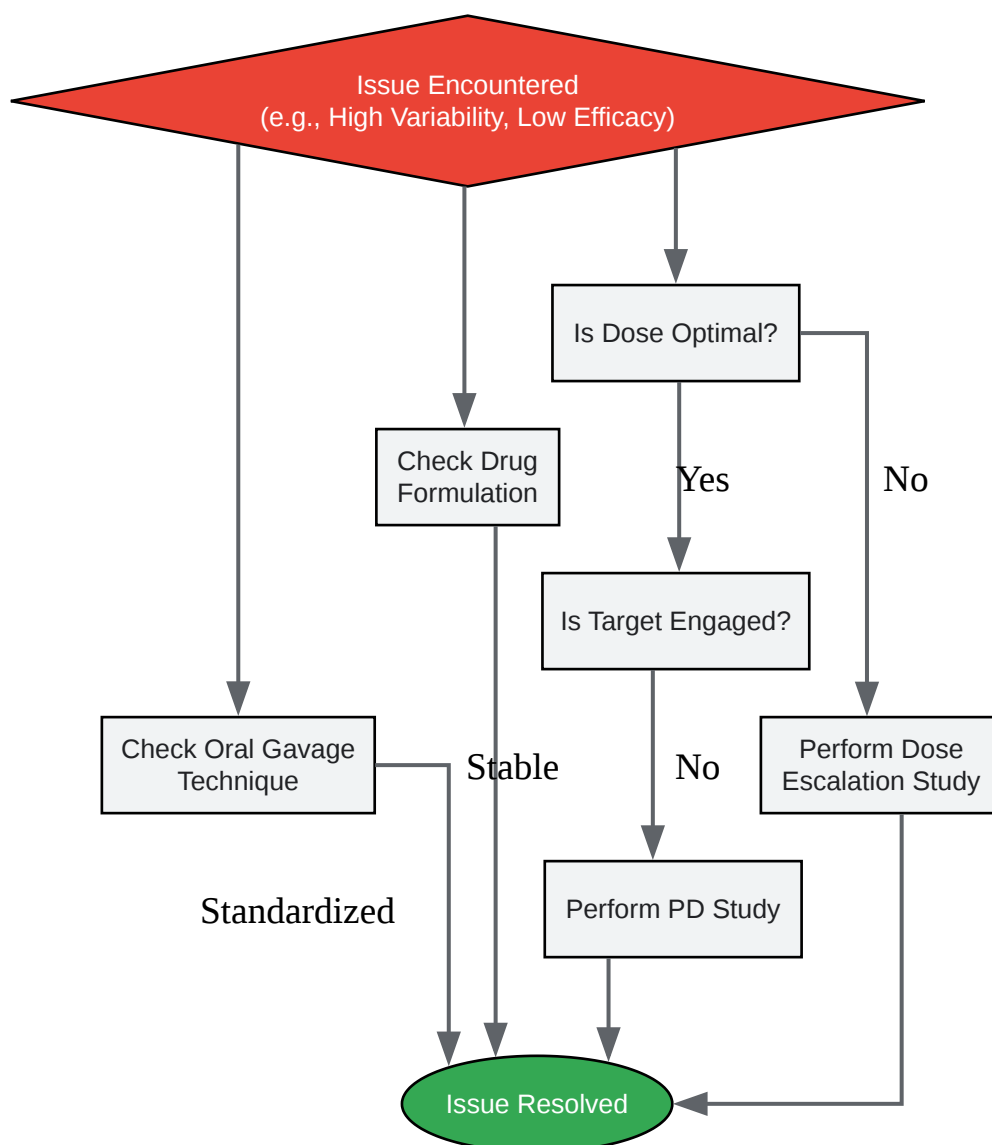 Issue Encountered
(e.g., High Variability, Low Efficacy)
Is Dose Optimal?
Check Drug
Formulation
Yes
No
Is Target Engaged?
Check Oral Gavage
Technique
Stable
No
Perform Dose
Escalation Study
Standardized
Perform PD Study
Issue Resolved